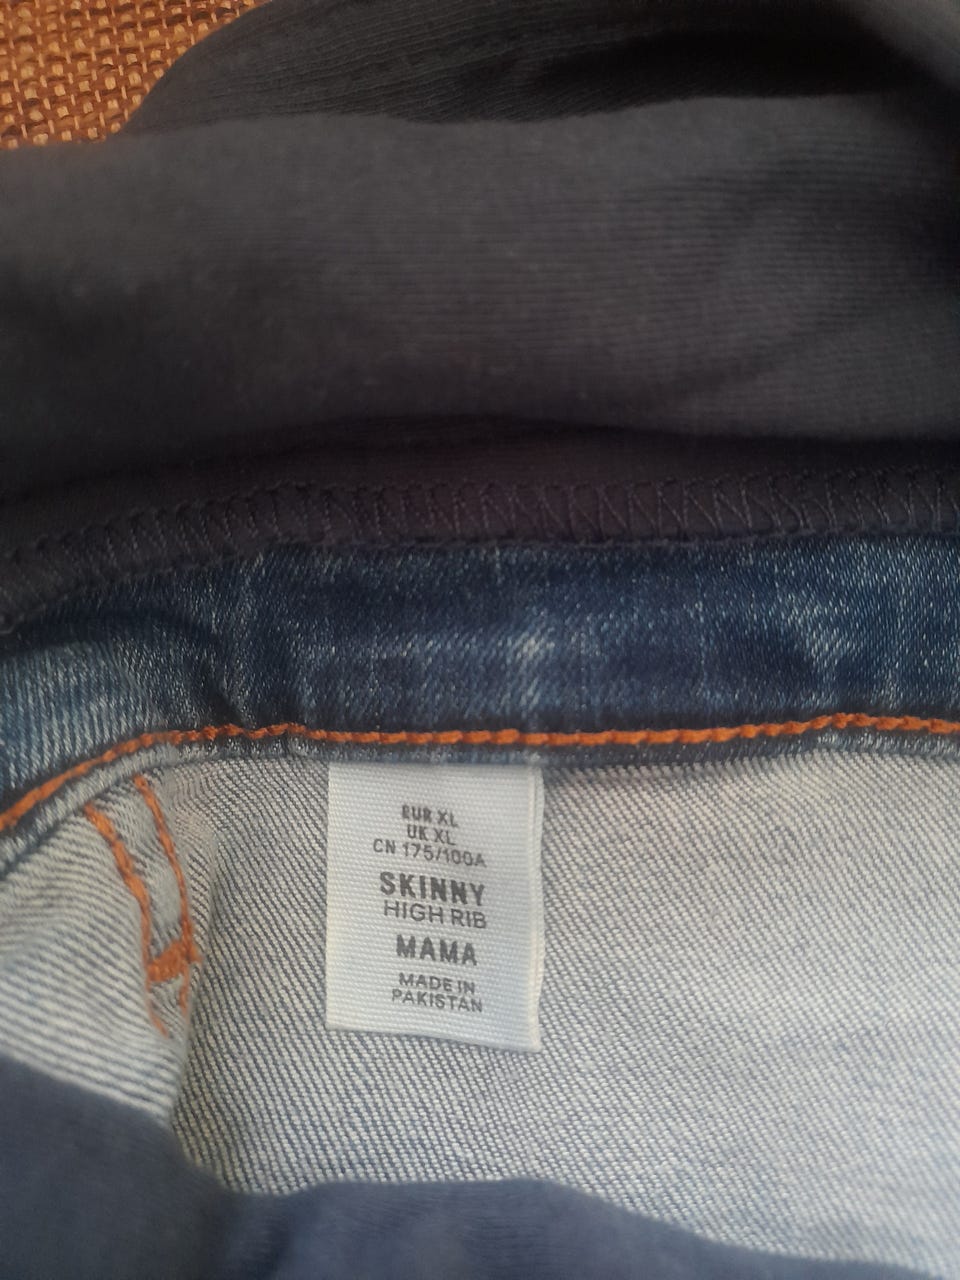 EUR XL
UK XL
CN 175/100A
SKINNY
HIGH RIB
MAMA
MADE IN
PAKISTAN